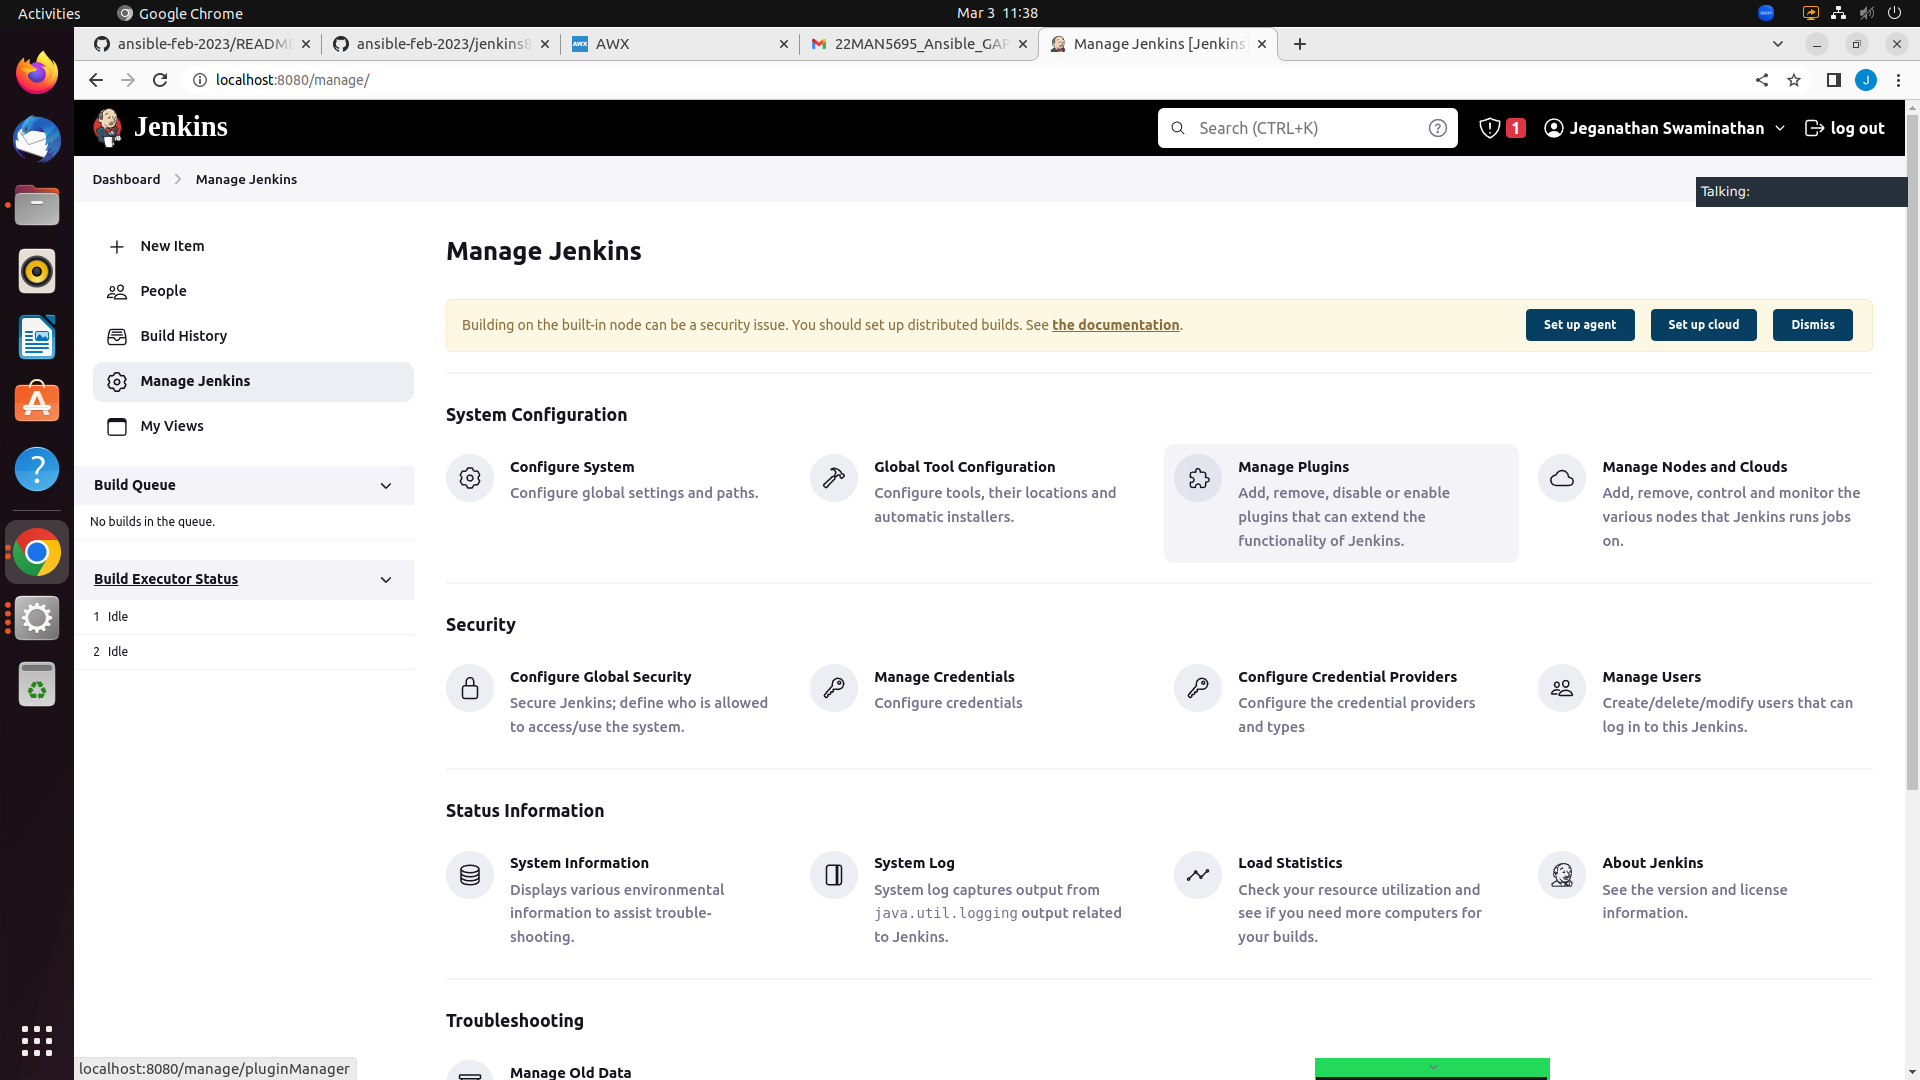 Activities
Google Chrome
Mar 3 11:38
zoom
ansible-feb-2023/README
ansible-feb-2023/jenkins8
AWX
AWX
22MAN5695_Ansible_GAP
Manage Jenkins [Jenkins]
localhost:8080/manage/
J
Jenkins
Search (CTRL+K)
1
Jeganathan Swaminathan
log out
Dashboard
Manage Jenkins
Talking:
New Item
People
Build History
Manage Jenkins
My Views
Build Queue
No builds in the queue.
Build Executor Status
1 Idle
2 Idle
Manage Jenkins
Building on the built-in node can be a security issue. You should set up distributed builds. See the documentation.
Set up agent
Set up cloud
Dismiss
System Configuration
Configure System
Configure global settings and paths.
Global Tool Configuration
Configure tools, their locations and
automatic installers.
Manage Plugins
Add, remove, disable or enable
plugins that can extend the
functionality of Jenkins.
Manage Nodes and Clouds
Add, remove, control and monitor the
various nodes that Jenkins runs jobs
on.
Security
Configure Global Security
Secure Jenkins; define who is allowed
to access/use the system.
Manage Credentials
Configure credentials
Configure Credential Providers
Configure the credential providers
and types
Manage Users
Create/delete/modify users that can
log in to this Jenkins.
Status Information
System Information
Displays various environmental
information to assist trouble-
shooting.
System Log
System log captures output from
java.util.logging output related
to Jenkins.
Load Statistics
Check your resource utilization and
see if you need more computers for
your builds.
About Jenkins
See the version and license
information.
Troubleshooting
Manage Old Data
localhost:8080/manage/pluginManager